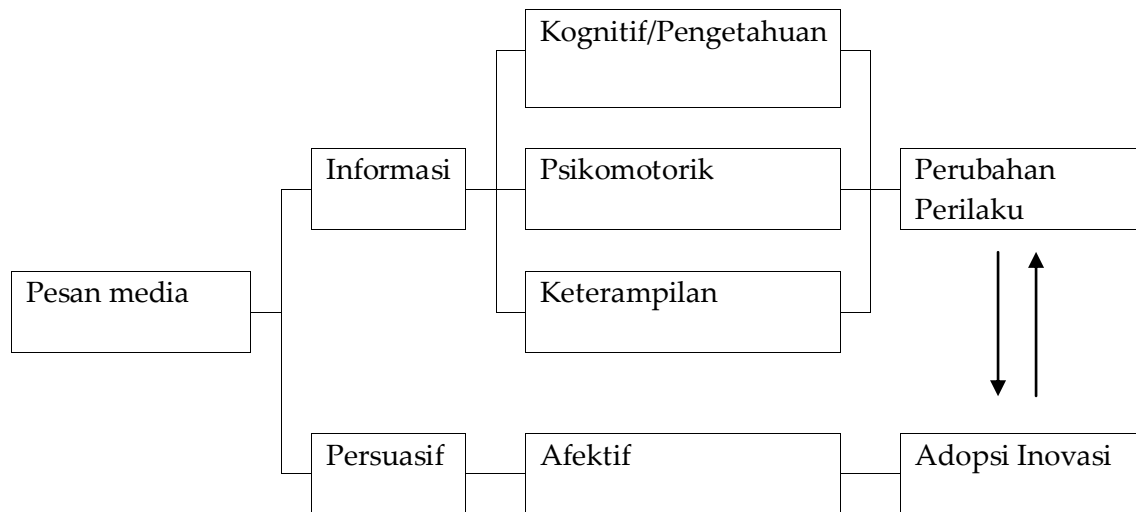 Kognitif/Pengetahuan
Informasi
Psikomotorik
Perubahan
Perilaku
Pesan media
Keterampilan
Persuasif
Afektif
Adopsi Inovasi